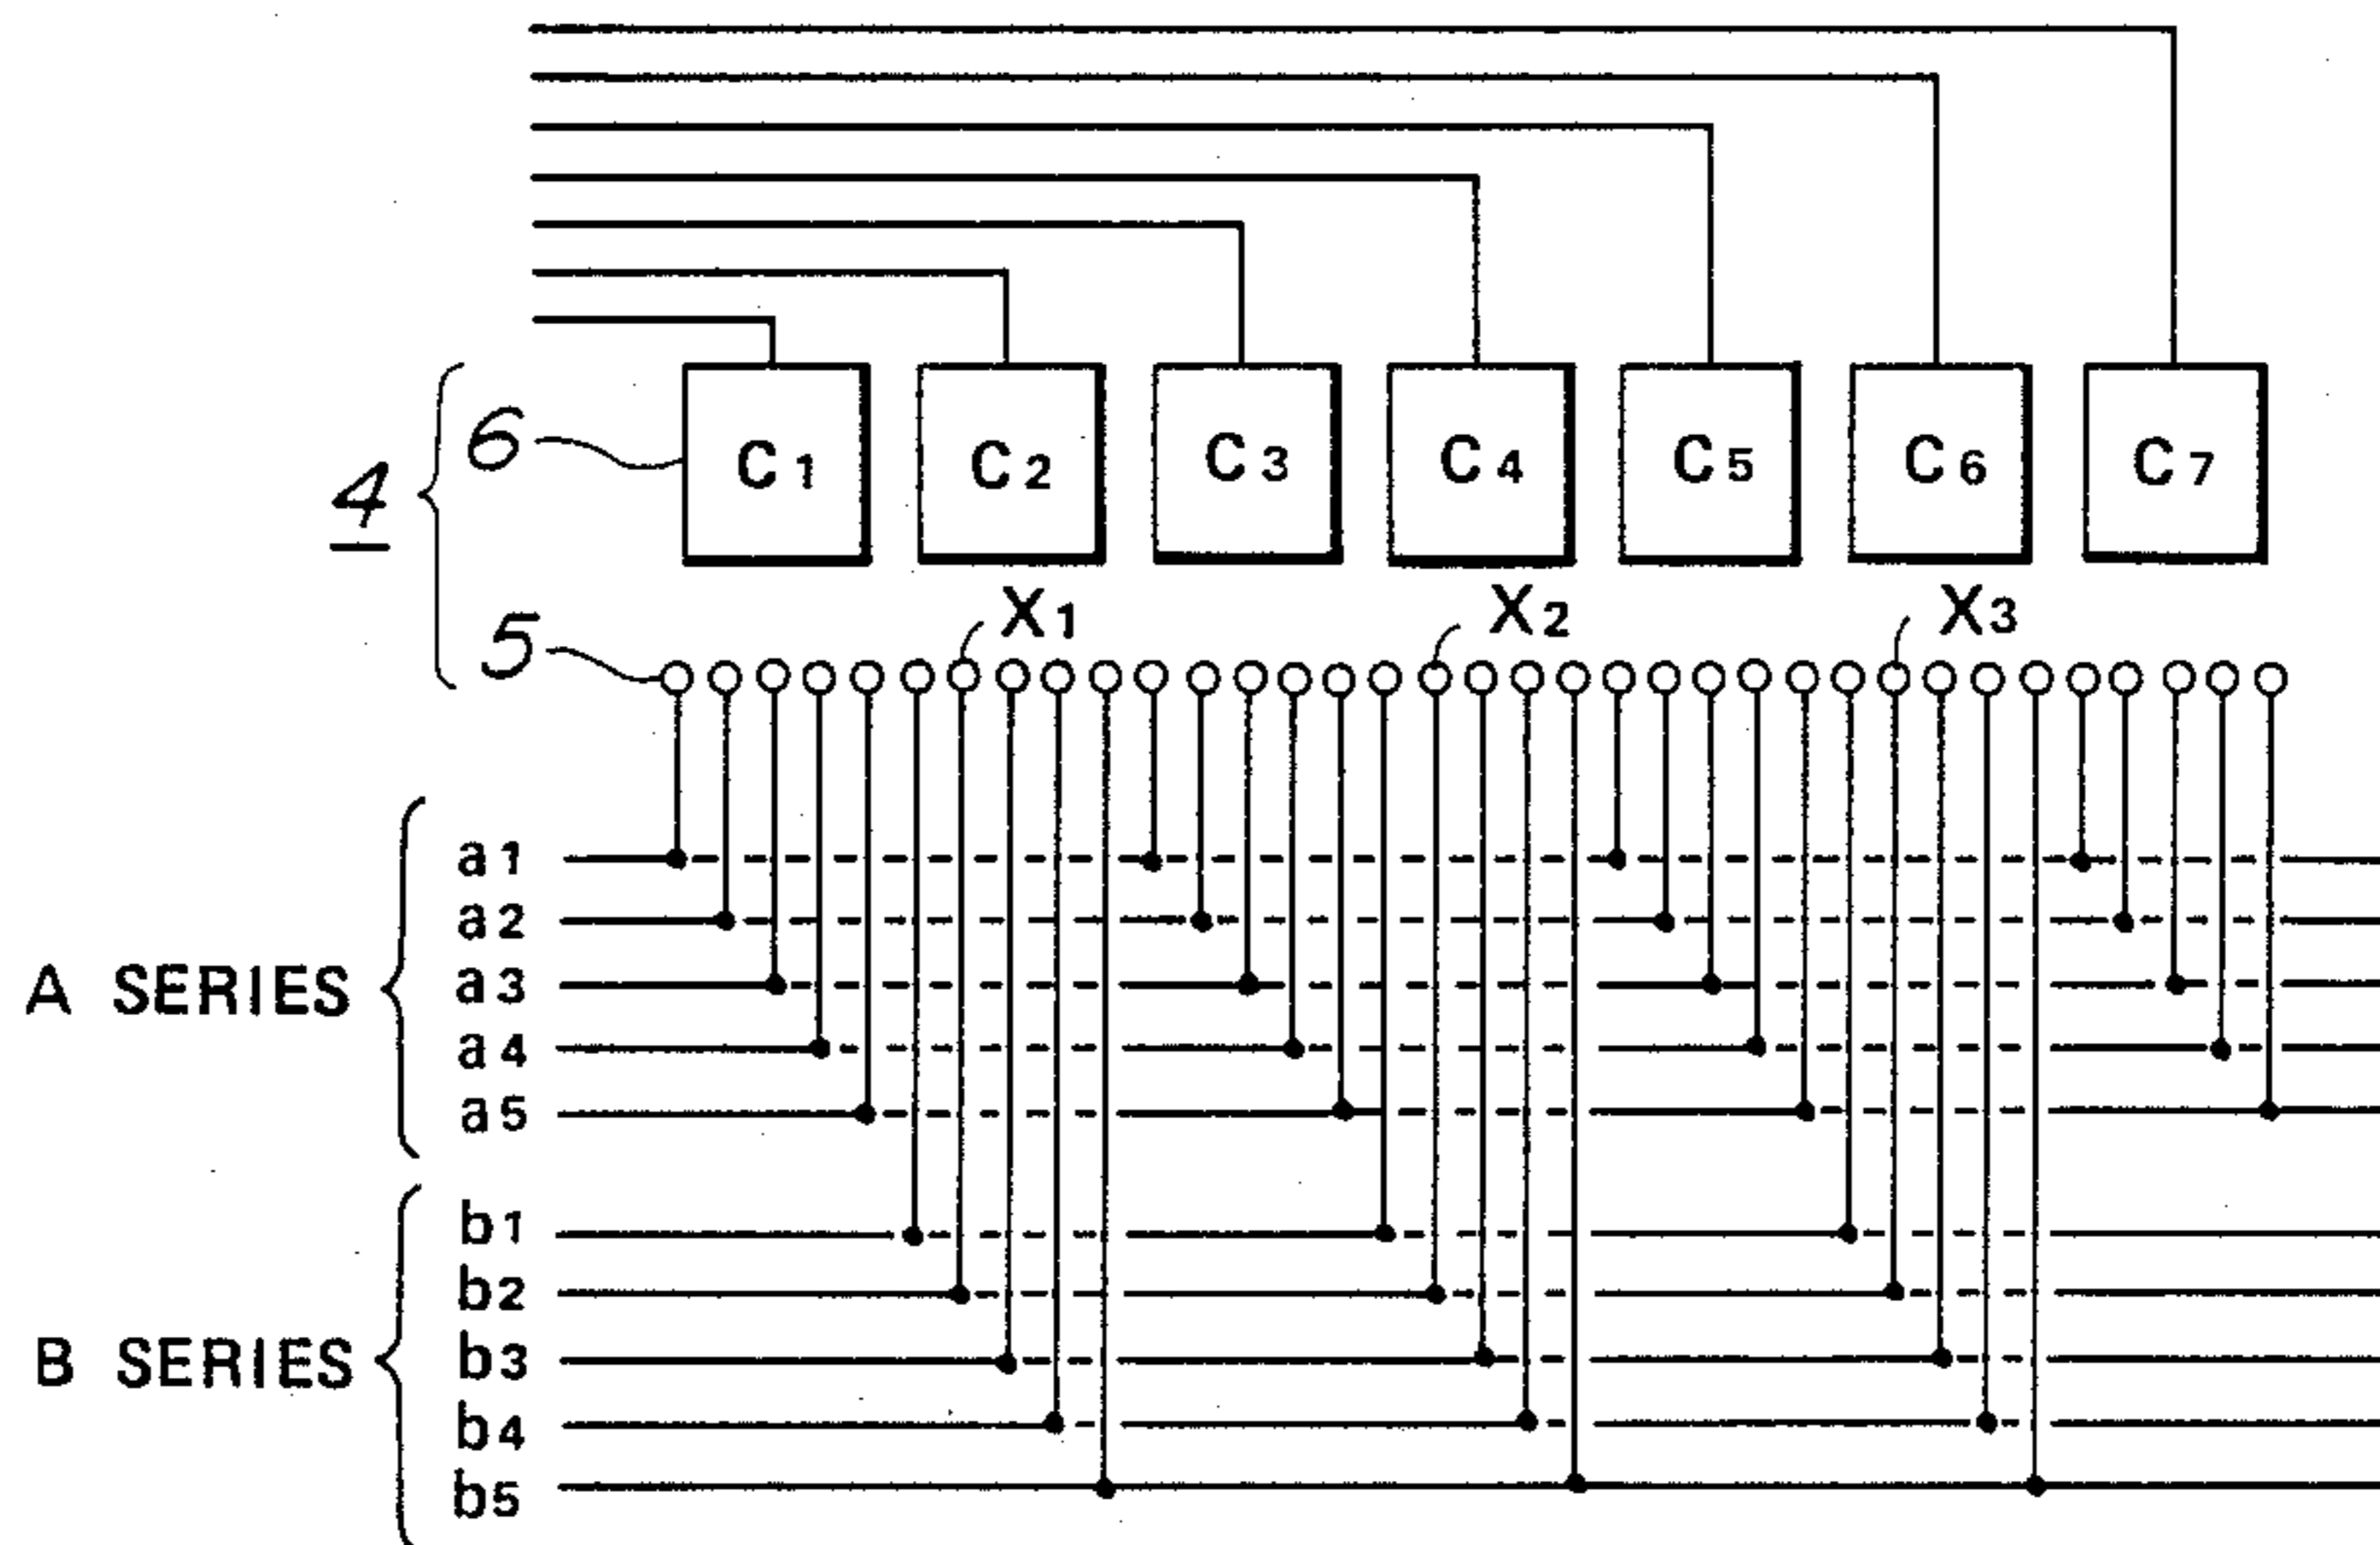 6
4
C1 C2 C3 C4 C5 C6 C7
X1 X2 X3
5
a1
a2
A SERIES a3
a4
a5
b1
b2
B SERIES b3
b4
b5